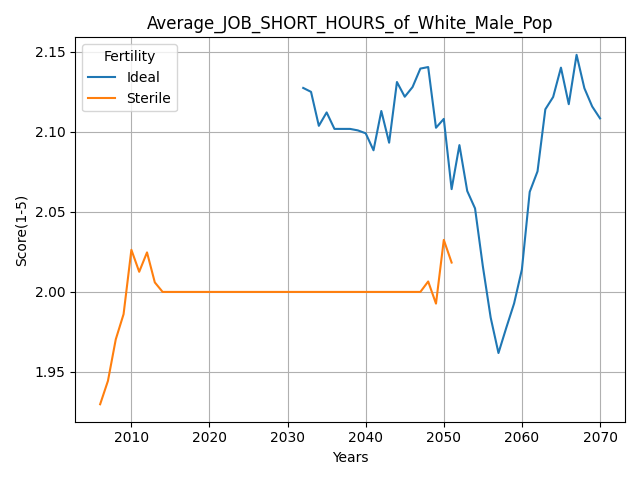 Average_JOB_SHORT_HOURS_of_White_Male_Pop
Fertility
Ideal
Sterile
2.15
2.10
2.05
2.00
1.95
Score(1-5)
2010 2020 2030 2040 2050 2060 2070
Years